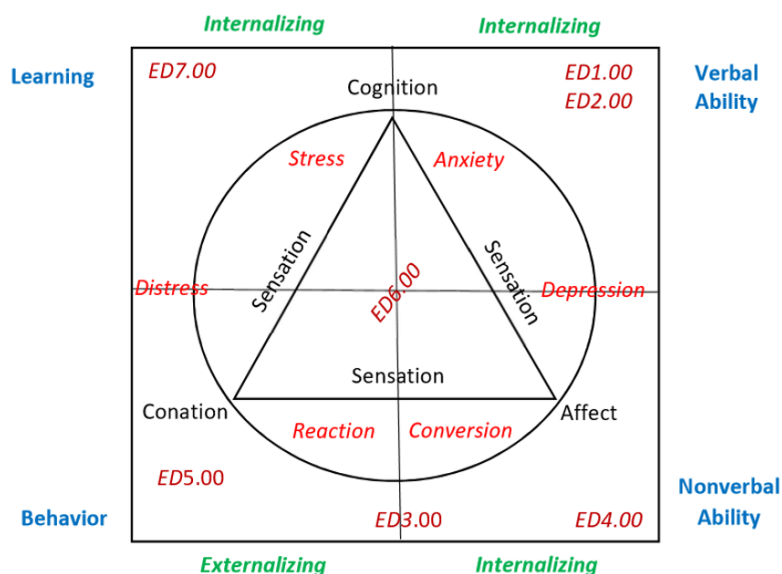 Internalizing
Internalizing
Learning
ED7.00
Cognition
ED1.00
ED2.00
Verbal
Ability
Stress
Anxiety
Sensation
Sensation
Distress
ED6.00
Depression
Sensation
Conation
Affect
Reaction
Conversion
ED5.00
Nonverbal
Ability
Behavior
ED3.00
ED4.00
Externalizing
Internalizing